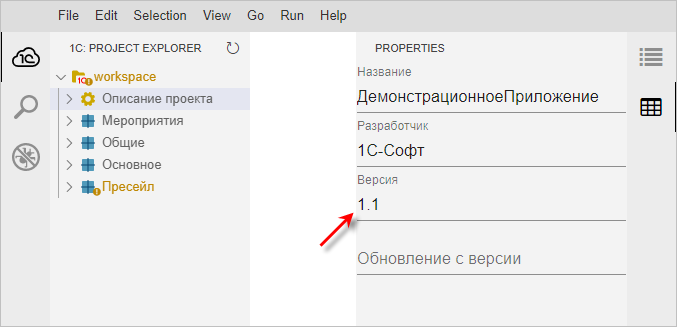 File Edit Selection View Go Run Help
1C: PROJECT EXPLORER
workspace
Описание проекта
Мероприятия
Общие
Основное
Пресейл
PROPERTIES
Название
ДемонстрационноеПриложение
Разработчик
1С-Софт
Версия
1.1
Обновление с версии